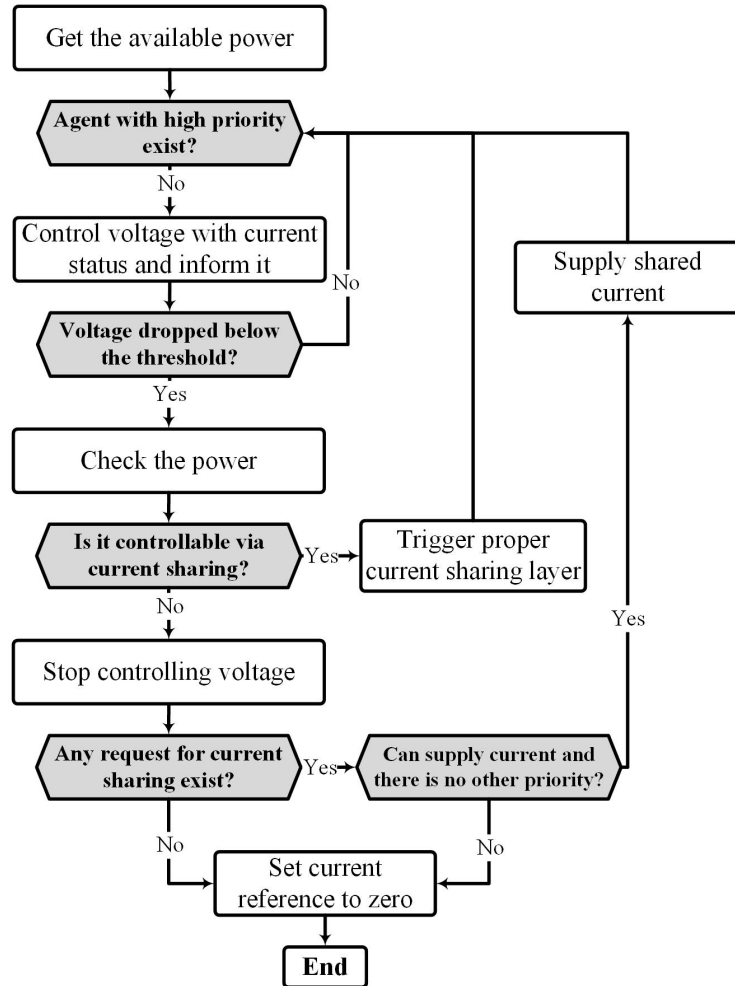 Get the available power
Agent with high priority
exist?
No
Control voltage with current
status and inform it
No
Supply shared
current
Voltage dropped below
the threshold?
Yes
Check the power
Is it controllable via
current sharing?
Yes
Trigger proper
current sharing layer
No
Yes
Stop controlling voltage
Any request for current
sharing exist?
Yes
Can supply current and
there is no other priority?
No
No
Set current
reference to zero
End